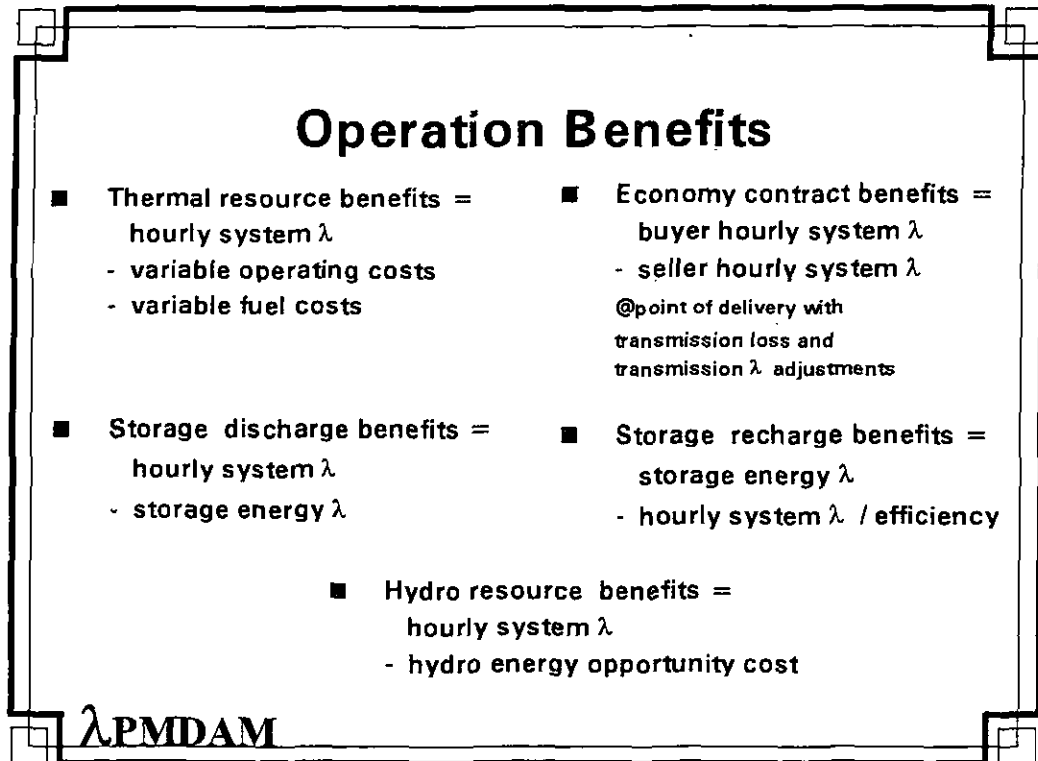 Operation Benefits
■ Thermal resource benefits =
hourly system λ
- variable operating costs
- variable fuel costs
■ Economy contract benefits =
buyer hourly system λ
- seller hourly system λ
@point of delivery with
transmission loss and
transmission λ adjustments
■ Storage discharge benefits =
hourly system λ
- storage energy λ
■ Storage recharge benefits =
storage energy λ
- hourly system λ / efficiency
■ Hydro resource benefits =
hourly system λ
- hydro energy opportunity cost
λPMDAM